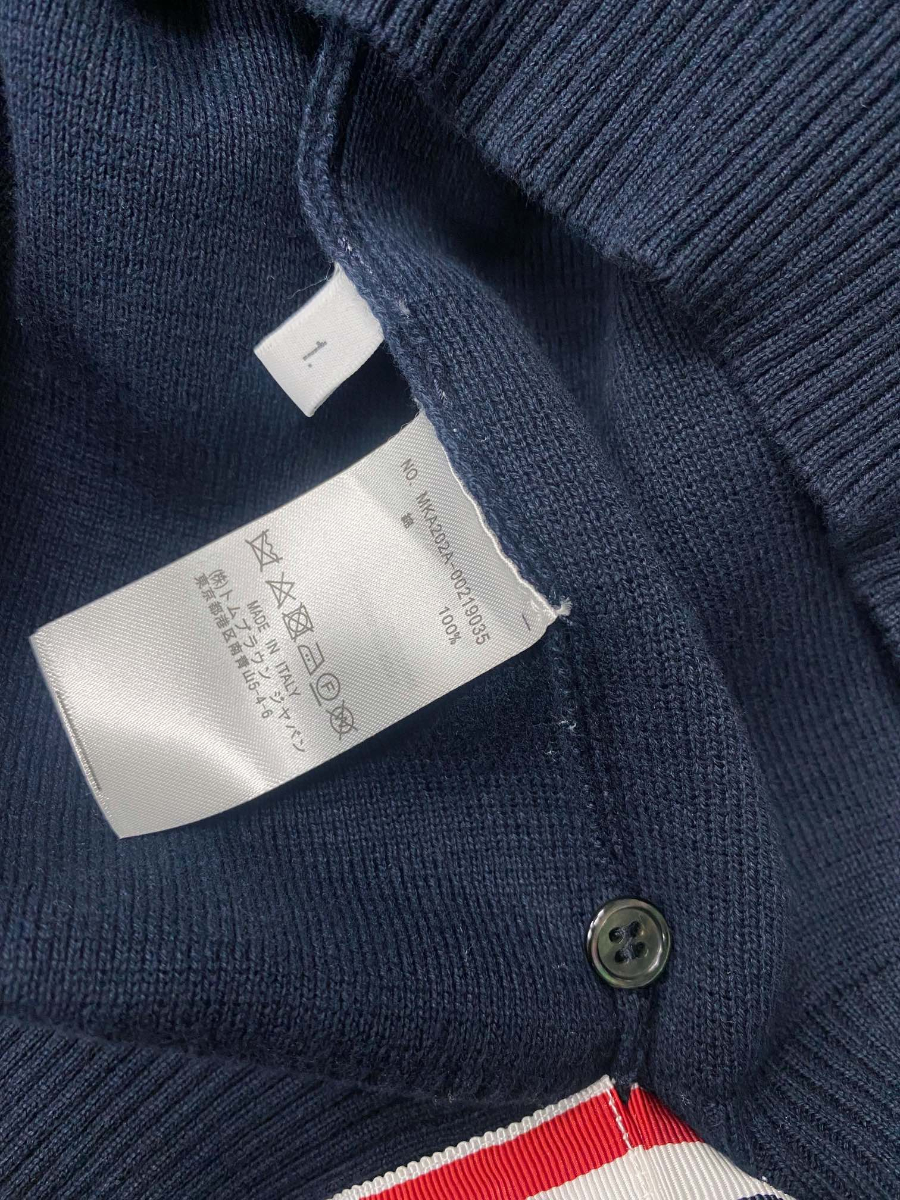 1.
NO. MKA202A-00219035
綿 100%
MADE IN ITALY
(株)トムブラウン ジャパン
東京都港区南青山5-4-6